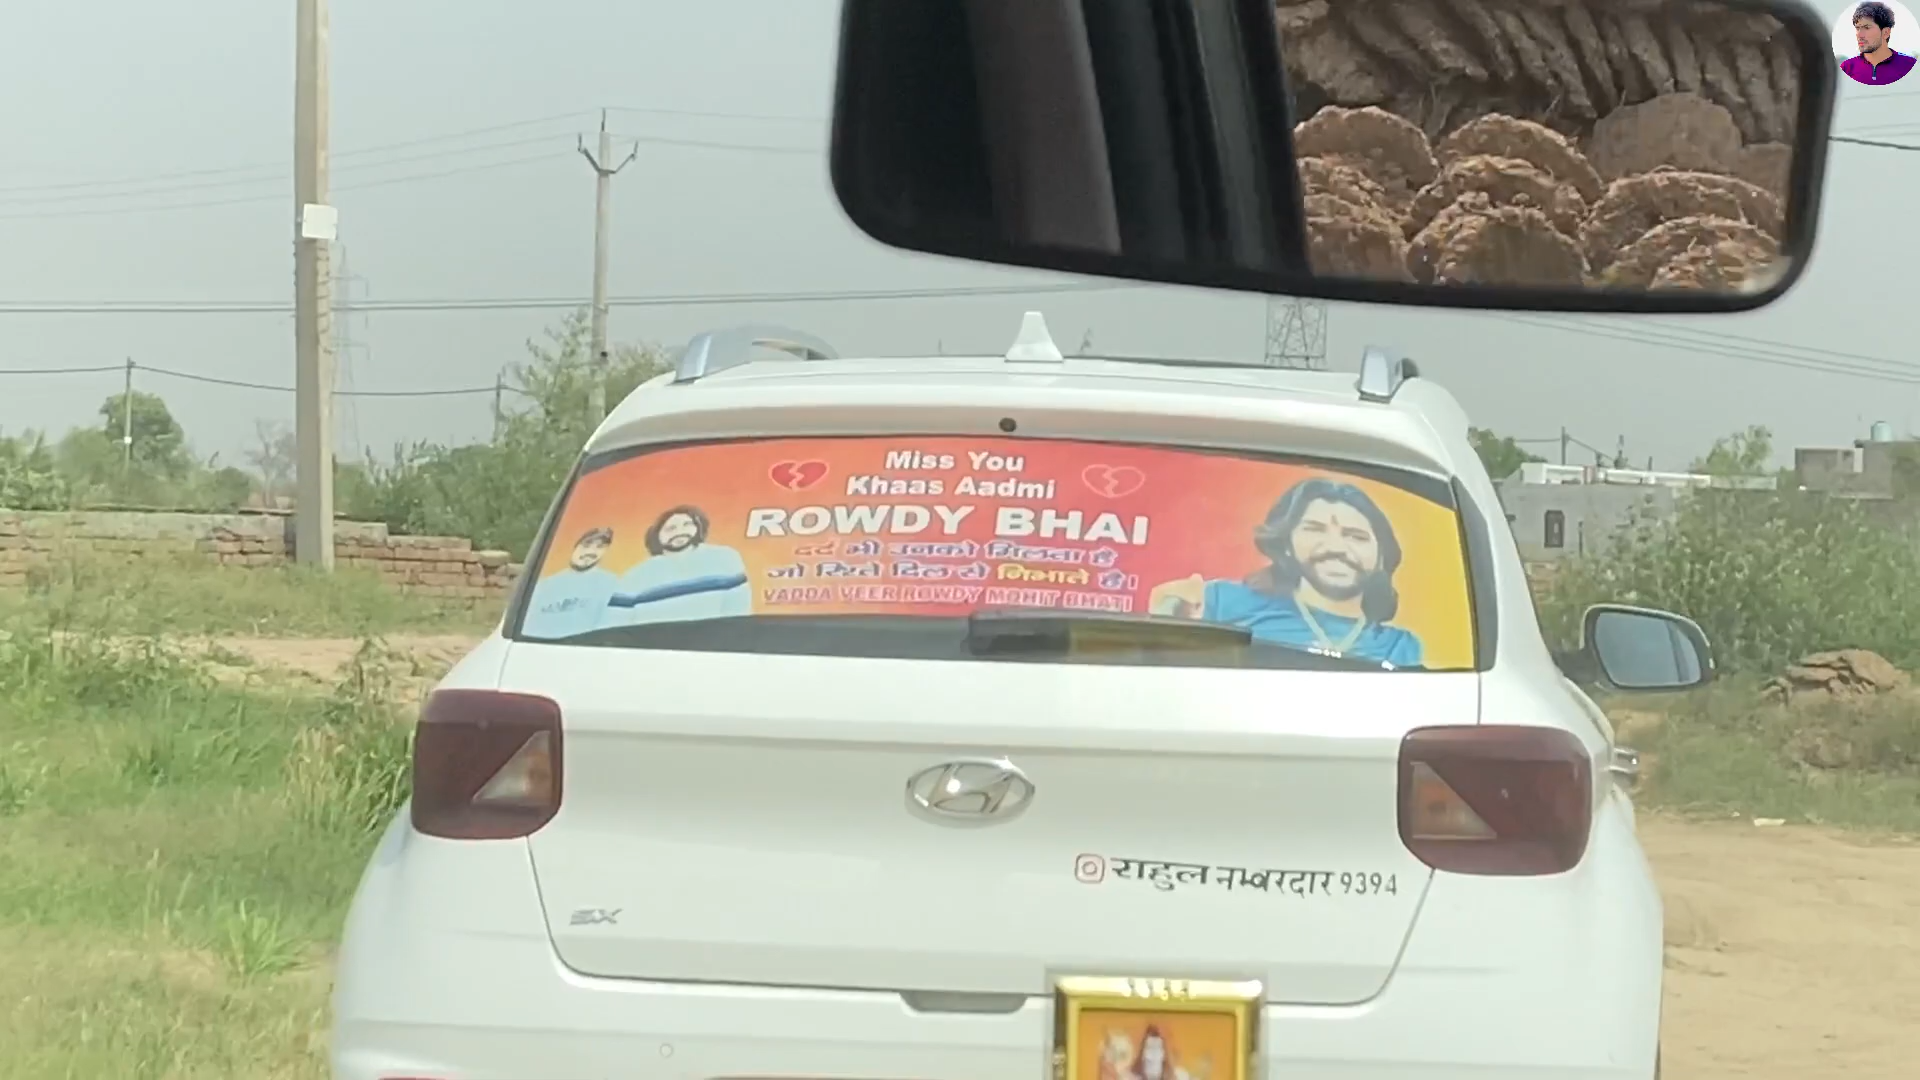 Miss You
Khaas Aadmi
ROWDY BHAI
दर्द भी उनको मिलता है
जो रिश्ते दिल से निभाते है।
VADDA VEER ROWDY MOHIT BHATI
राहुल नम्बरदार 9394
SX